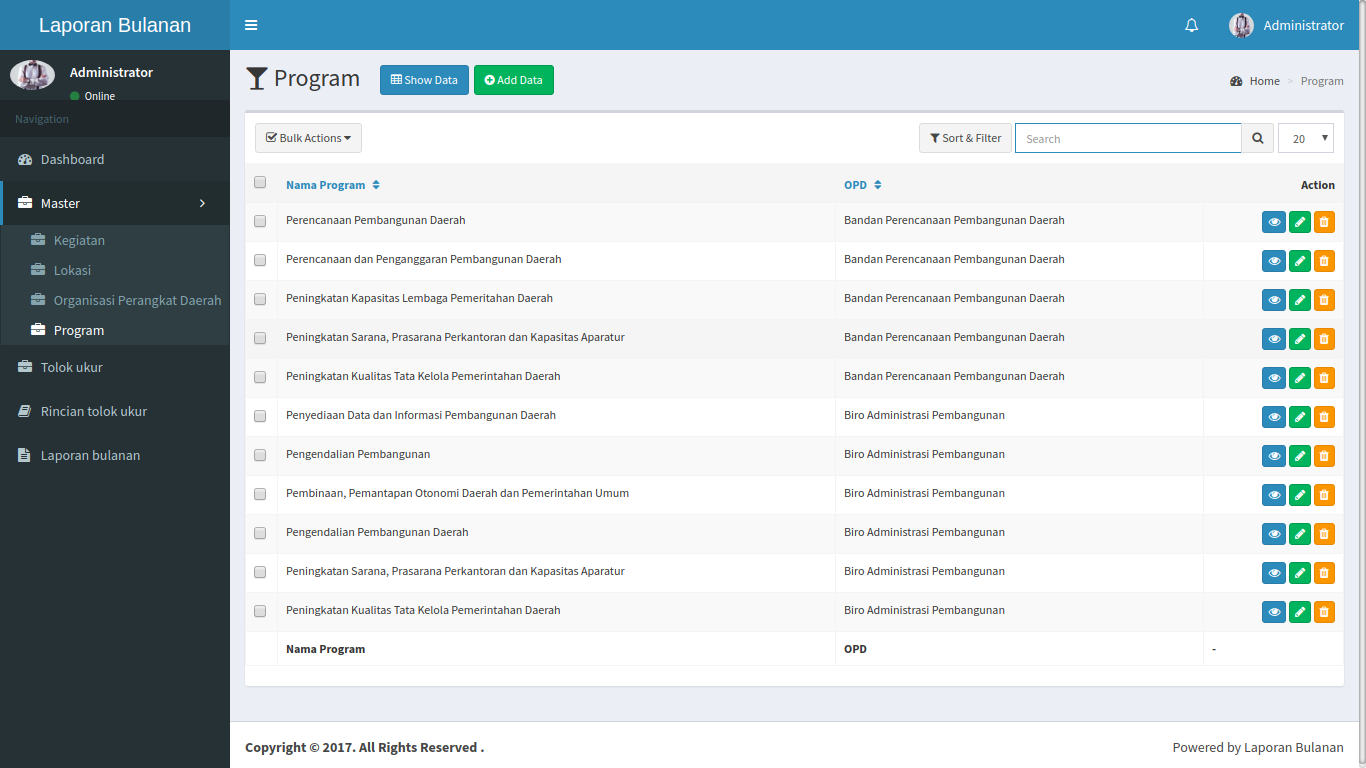 Laporan Bulanan
Administrator
Administrator
Online
Navigation
Dashboard
Master
Kegiatan
Lokasi
Organisasi Perangkat Daerah
Program
Tolok ukur
Rincian tolok ukur
Laporan bulanan
Program Show Data Add Data
Home > Program
Bulk Actions Sort & Filter Search 20
Nama Program OPD Action
Perencanaan Pembangunan Daerah Bandan Perencanaan Pembangunan Daerah
Perencanaan dan Penganggaran Pembangunan Daerah Bandan Perencanaan Pembangunan Daerah
Peningkatan Kapasitas Lembaga Pemeritahan Daerah Bandan Perencanaan Pembangunan Daerah
Peningkatan Sarana, Prasarana Perkantoran dan Kapasitas Aparatur Bandan Perencanaan Pembangunan Daerah
Peningkatan Kualitas Tata Kelola Pemerintahan Daerah Bandan Perencanaan Pembangunan Daerah
Penyediaan Data dan Informasi Pembangunan Daerah Biro Administrasi Pembangunan
Pengendalian Pembangunan Biro Administrasi Pembangunan
Pembinaan, Pemantapan Otonomi Daerah dan Pemerintahan Umum Biro Administrasi Pembangunan
Pengendalian Pembangunan Daerah Biro Administrasi Pembangunan
Peningkatan Sarana, Prasarana Perkantoran dan Kapasitas Aparatur Biro Administrasi Pembangunan
Peningkatan Kualitas Tata Kelola Pemerintahan Daerah Biro Administrasi Pembangunan
Nama Program OPD -
Copyright © 2017. All Rights Reserved .
Powered by Laporan Bulanan